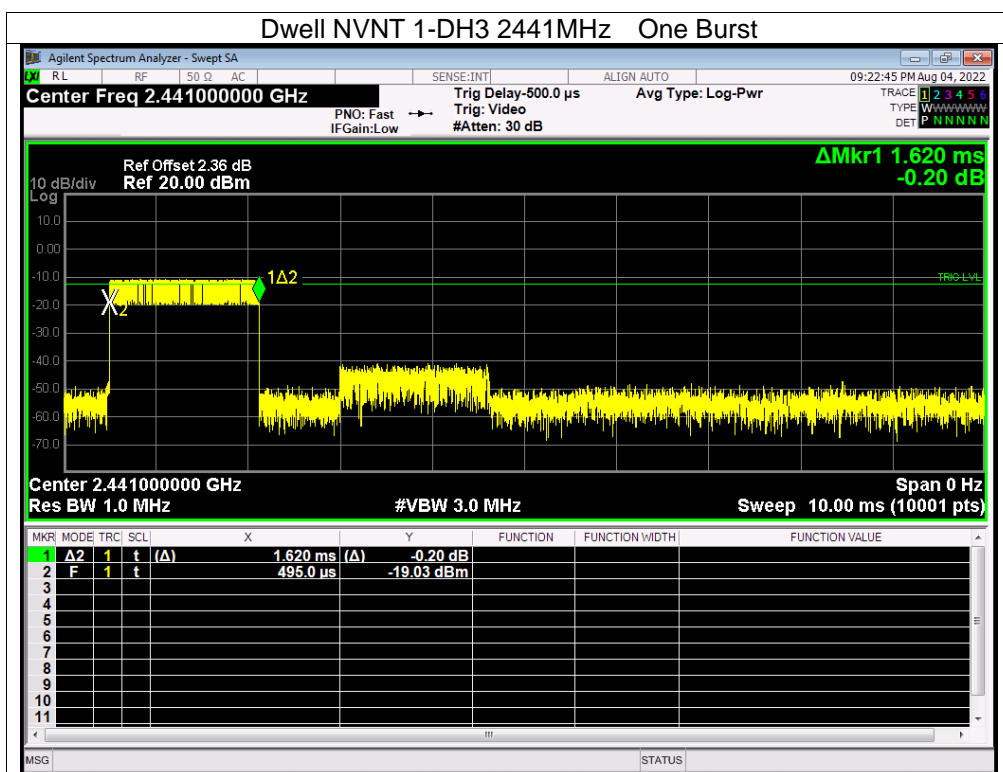 Dwell NVNT 1-DH3 2441MHz One Burst
Agilent Spectrum Analyzer - Swept SA
LXI RL RF 50 Ω AC SENSE:INT ALIGN AUTO 09:22:45 PM Aug 04, 2022
Center Freq 2.441000000 GHz Trig Delay-500.0 µs Avg Type: Log-Pwr TRACE 1 2 3 4 5 6
PNO: Fast Trig: Video TYPE WWWWWW
IFGain:Low #Atten: 30 dB DET P N N N N N
ΔMkr1 1.620 ms
-0.20 dB
Ref Offset 2.36 dB
10 dB/div Ref 20.00 dBm
Log
10.0
0.00
-10.0 1Δ2 TRIG LVL
-20.0 2
-30.0
-40.0
-50.0
-60.0
-70.0
Center 2.441000000 GHz Span 0 Hz
Res BW 1.0 MHz #VBW 3.0 MHz Sweep 10.00 ms (10001 pts)
MKR MODE TRC SCL X Y FUNCTION FUNCTION WIDTH FUNCTION VALUE
1 Δ2 1 t (Δ) 1.620 ms (Δ) -0.20 dB
2 F 1 t 495.0 µs -19.03 dBm
3
4
5
6
7
8
9
10
11
MSG STATUS